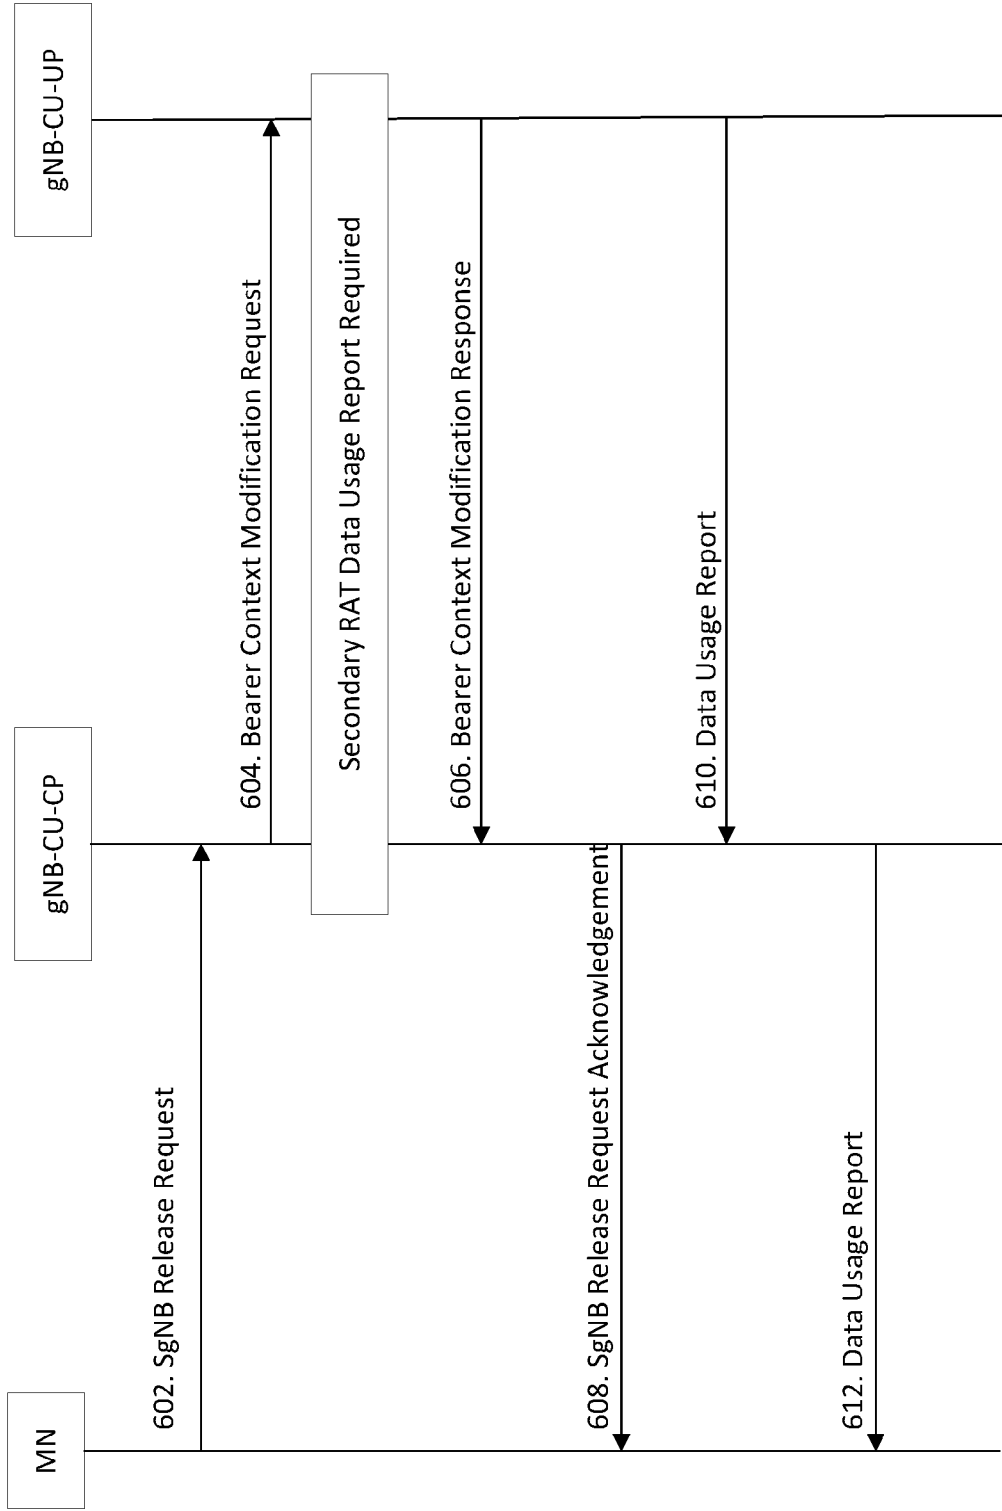 MN
gNB-CU-CP
gNB-CU-UP
602. SgNB Release Request
604. Bearer Context Modification Request
Secondary RAT Data Usage Report Required
606. Bearer Context Modification Response
608. SgNB Release Request Acknowledgement
610. Data Usage Report
612. Data Usage Report